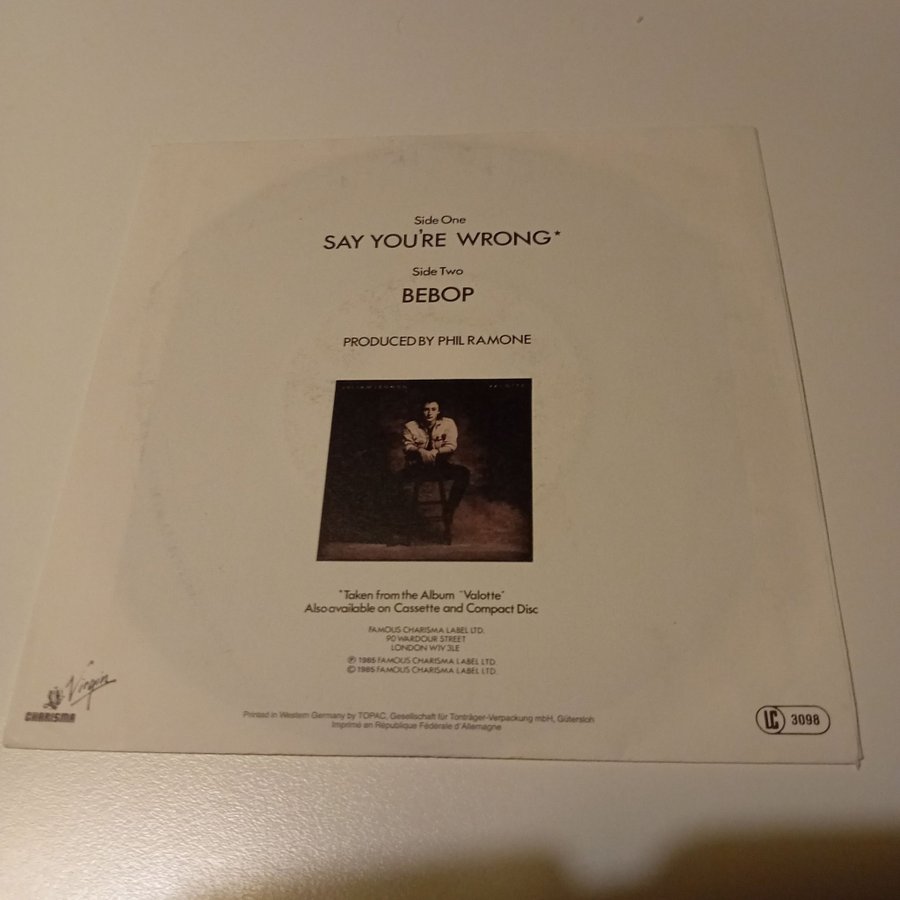 Side One
SAY YOU'RE WRONG*
Side Two
BEBOP
PRODUCED BY PHIL RAMONE
JULIAN LENNON
VALOTTE
*Taken from the Album "Valotte"
Also available on Cassette and Compact Disc
FAMOUS CHARISMA LABEL LTD.
90 WARDOUR STREET
LONDON W1V 3LE
℗ 1985 FAMOUS CHARISMA LABEL LTD.
© 1985 FAMOUS CHARISMA LABEL LTD.
Virgin
CHARISMA
Printed in Western Germany by TOPAC, Gesellschaft für Tonträger-Verpackung mbH, Gütersloh
Imprimé en République Fédérale d'Allemagne
LC 3098